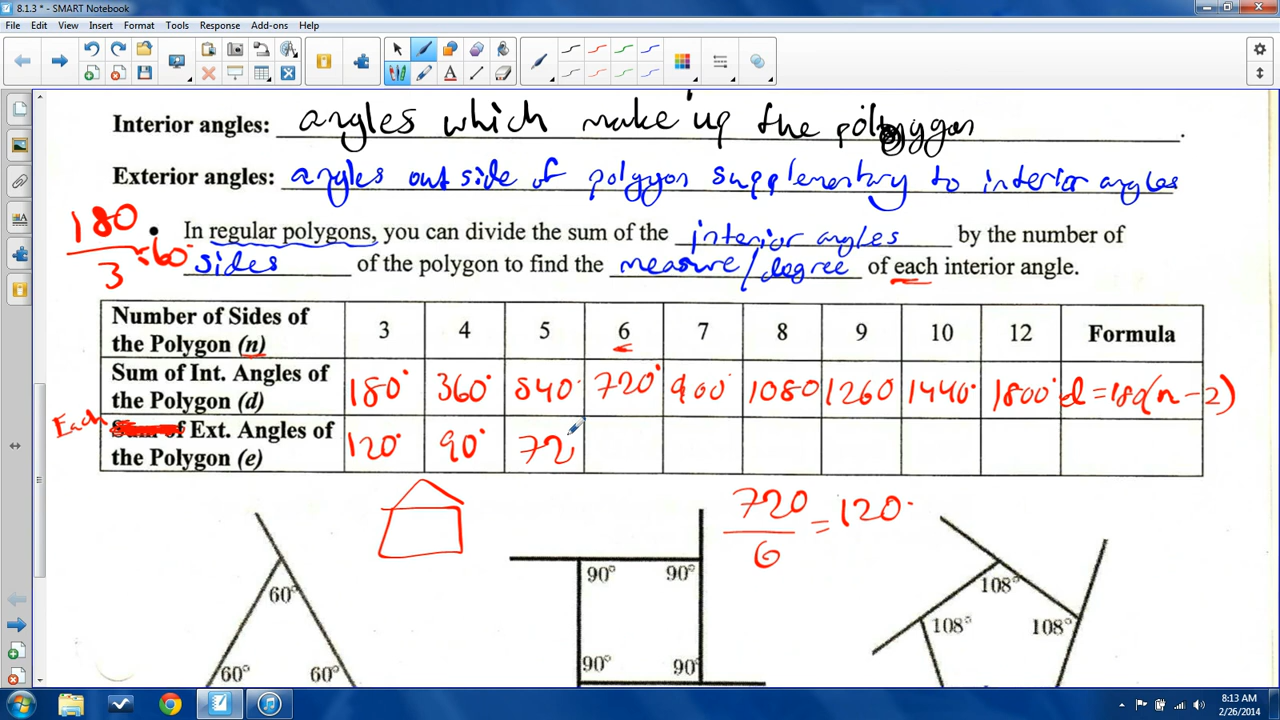 8.1.3 * - SMART Notebook
File Edit View Insert Format Tools Response Add-ons Help
Interior angles: angles which make up the polygon.
Exterior angles: angles outside of polygon supplementary to interior angles
180
3
=60°
• In regular polygons, you can divide the sum of the interior angles by the number of
sides of the polygon to find the measure/degree of each interior angle.
Number of Sides of the Polygon (n) 3 4 5 6 7 8 9 10 12 Formula
Sum of Int. Angles of the Polygon (d) 180° 360° 540° 720° 900° 1080 1260 1440° 1800° d=180(n-2)
Each Sum of Ext. Angles of the Polygon (e) 120° 90° 72
720
6
=120°
60°
60° 60°
90° 90°
90° 90°
108°
108° 108°
8:13 AM
2/26/2014